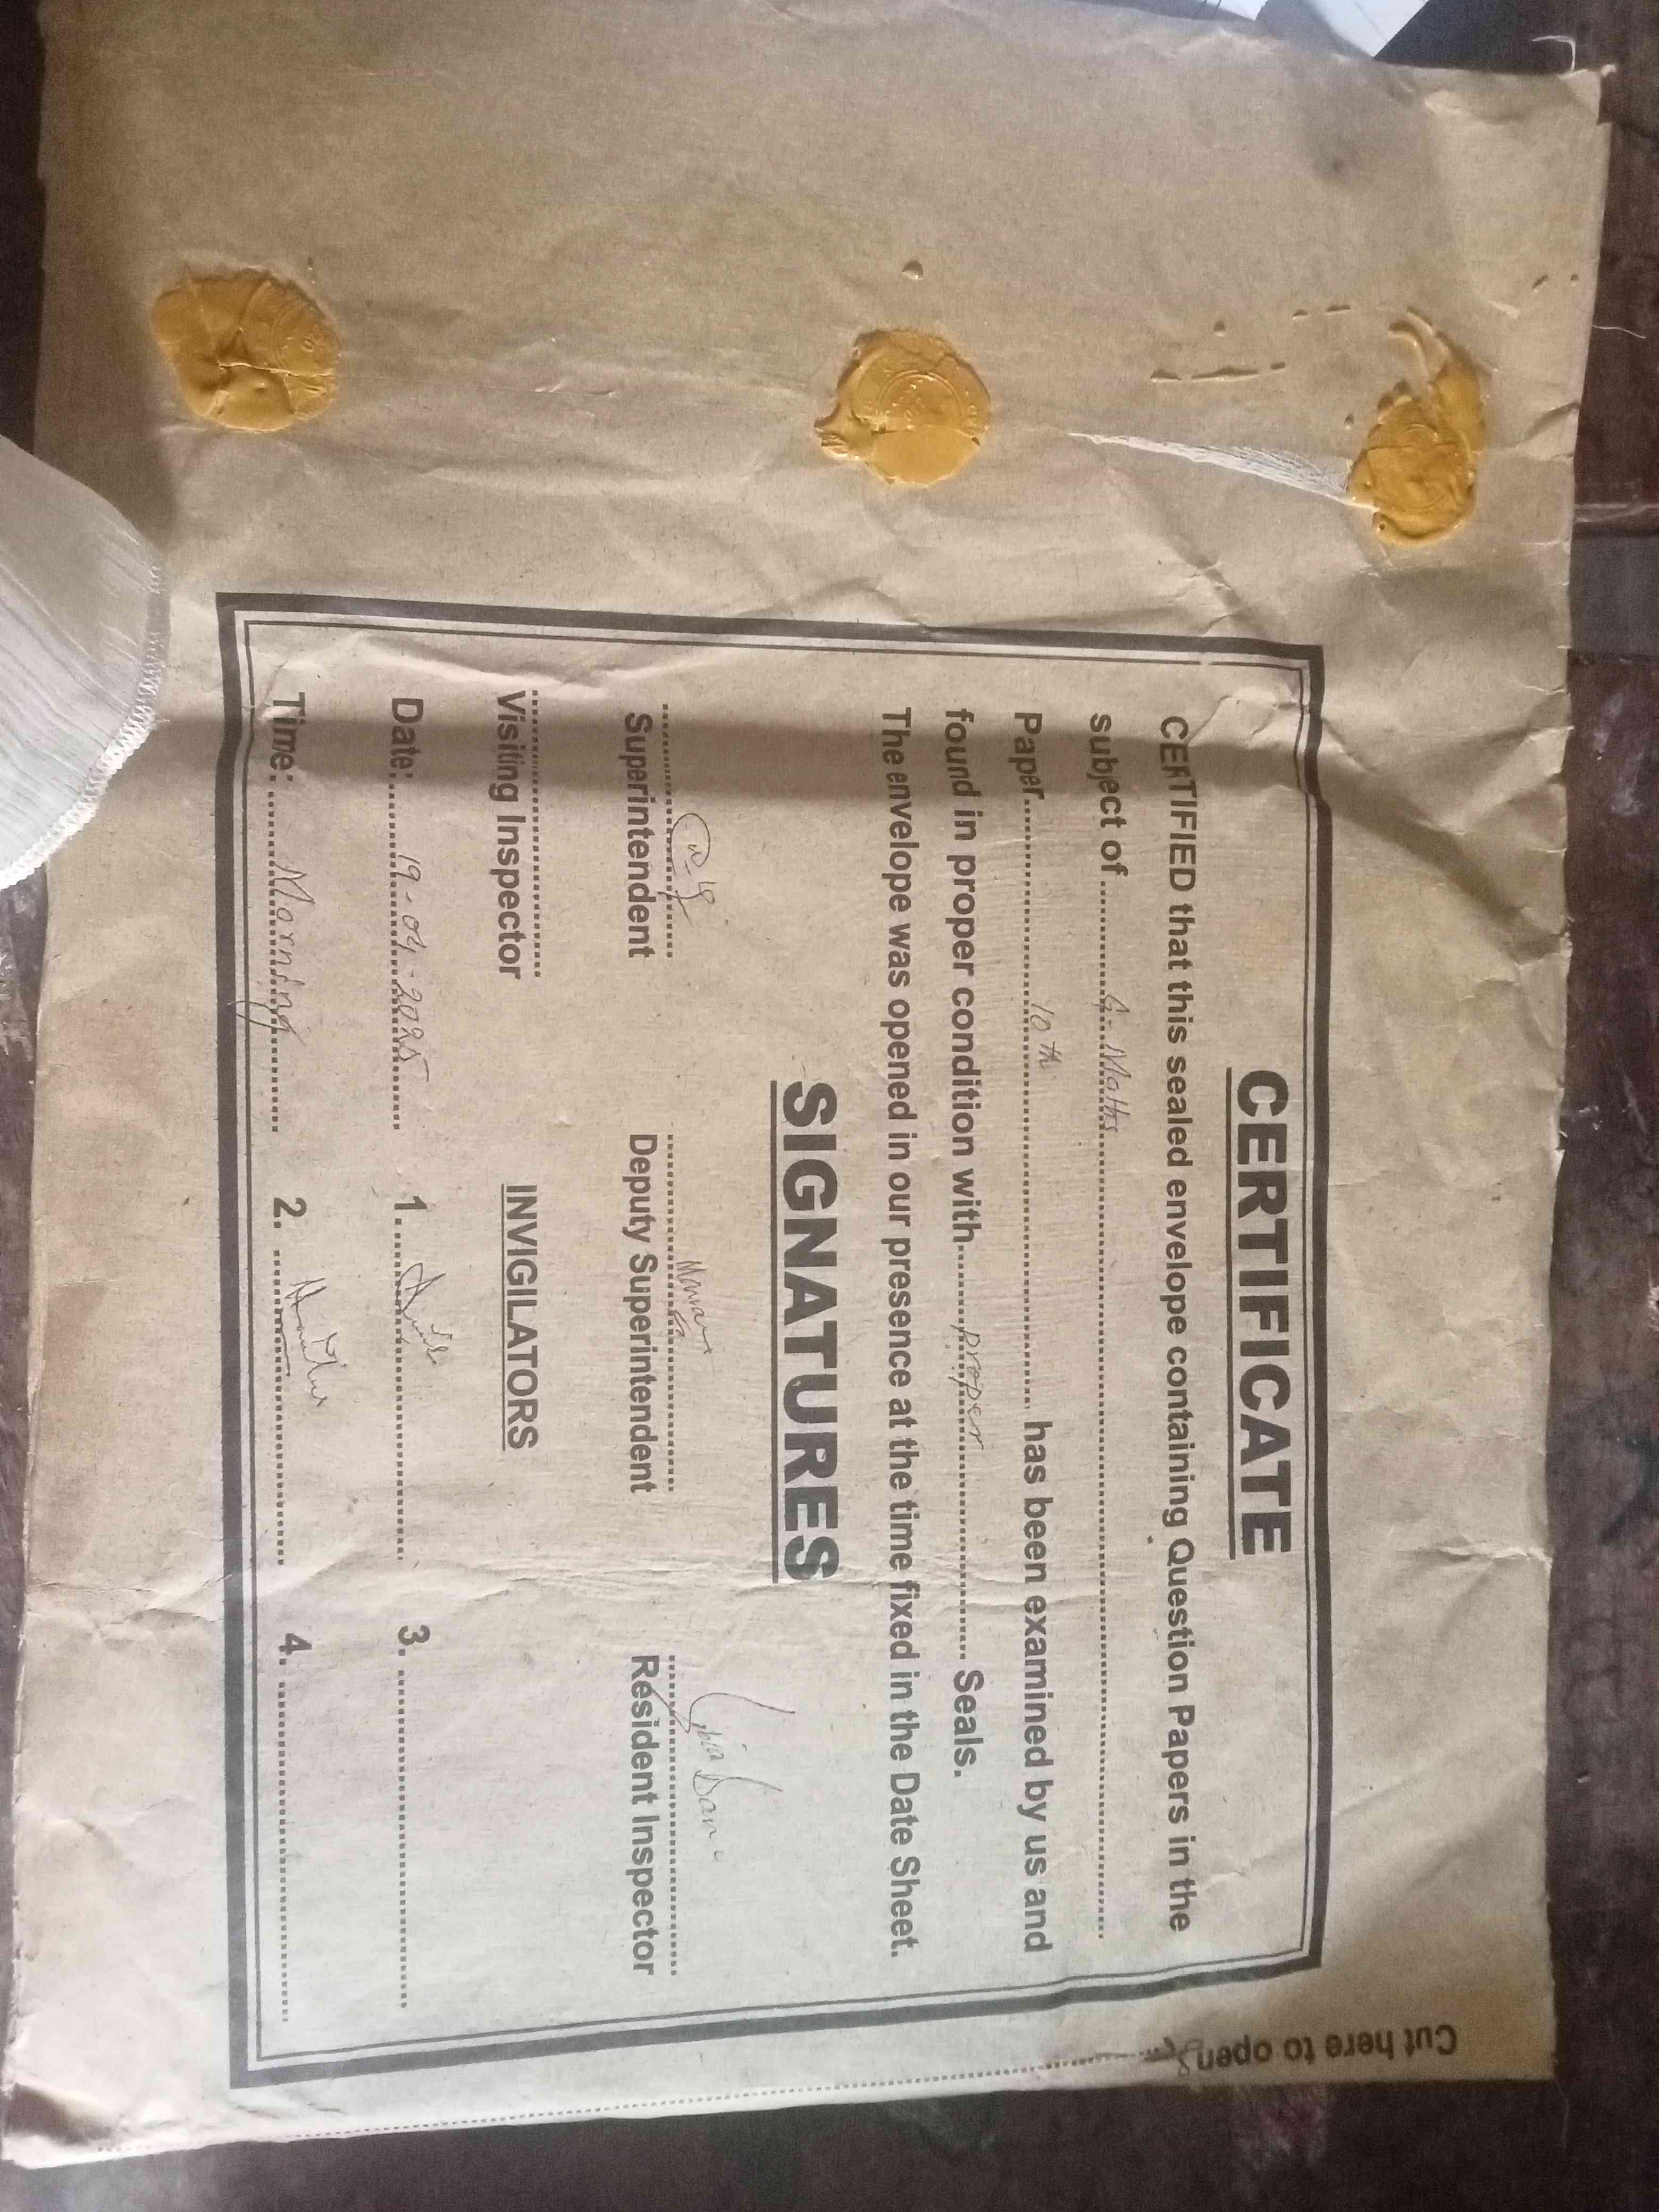 CERTIFICATE
CERTIFIED that this sealed envelope containing Question Papers in the
subject of ........ G-Maths ........
Paper........ 10th ........ has been examined by us and
found in proper condition with........ proper ........ Seals.
The envelope was opened in our presence at the time fixed in the Date Sheet.
SIGNATURES
Superintendent Deputy Superintendent Resident Inspector
Visiting Inspector INVIGILATORS
Date:........ 19-04-2025 ........ 1. ........ 3. ........
Time: ........ Morning ........ 2. ........ 4. ........
Cut here to open